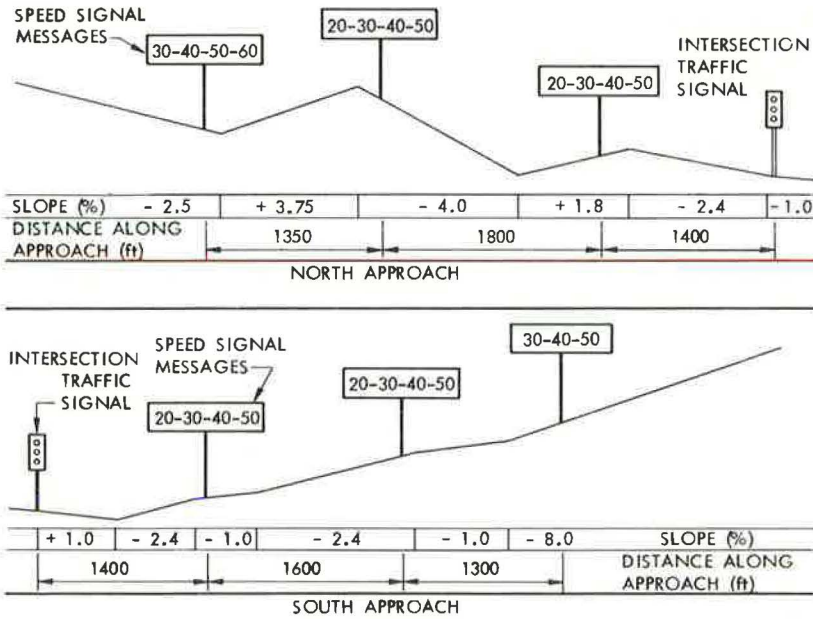 SPEED SIGNAL
MESSAGES
30-40-50-60
20-30-40-50
20-30-40-50
INTERSECTION
TRAFFIC
SIGNAL
SLOPE (%) - 2.5 + 3.75 - 4.0 + 1.8 - 2.4 - 1.0
DISTANCE ALONG
APPROACH (ft) 1350 1800 1400
NORTH APPROACH
INTERSECTION
TRAFFIC
SIGNAL
SPEED SIGNAL
MESSAGES
20-30-40-50
20-30-40-50
30-40-50
+ 1.0 - 2.4 - 1.0 - 2.4 - 1.0 - 8.0 SLOPE (%)
1400 1600 1300 DISTANCE ALONG
APPROACH (ft)
SOUTH APPROACH